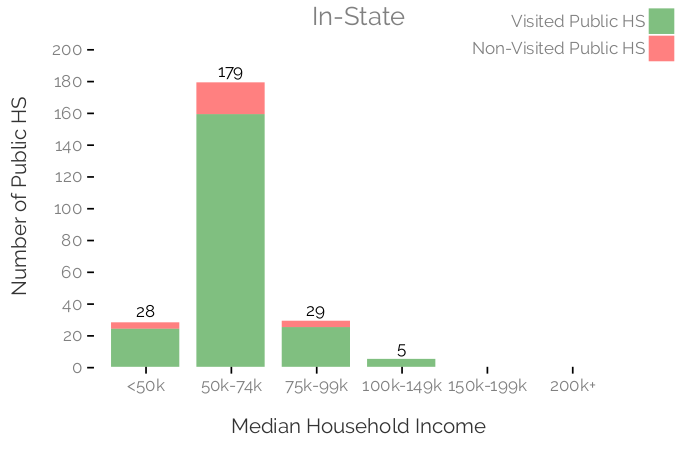 In-State
Visited Public HS
Non-Visited Public HS
Number of Public HS
200
180
160
140
120
100
80
60
40
20
0
28
179
29
5
<50k
50k-74k
75k-99k
100k-149k
150k-199k
200k+
Median Household Income